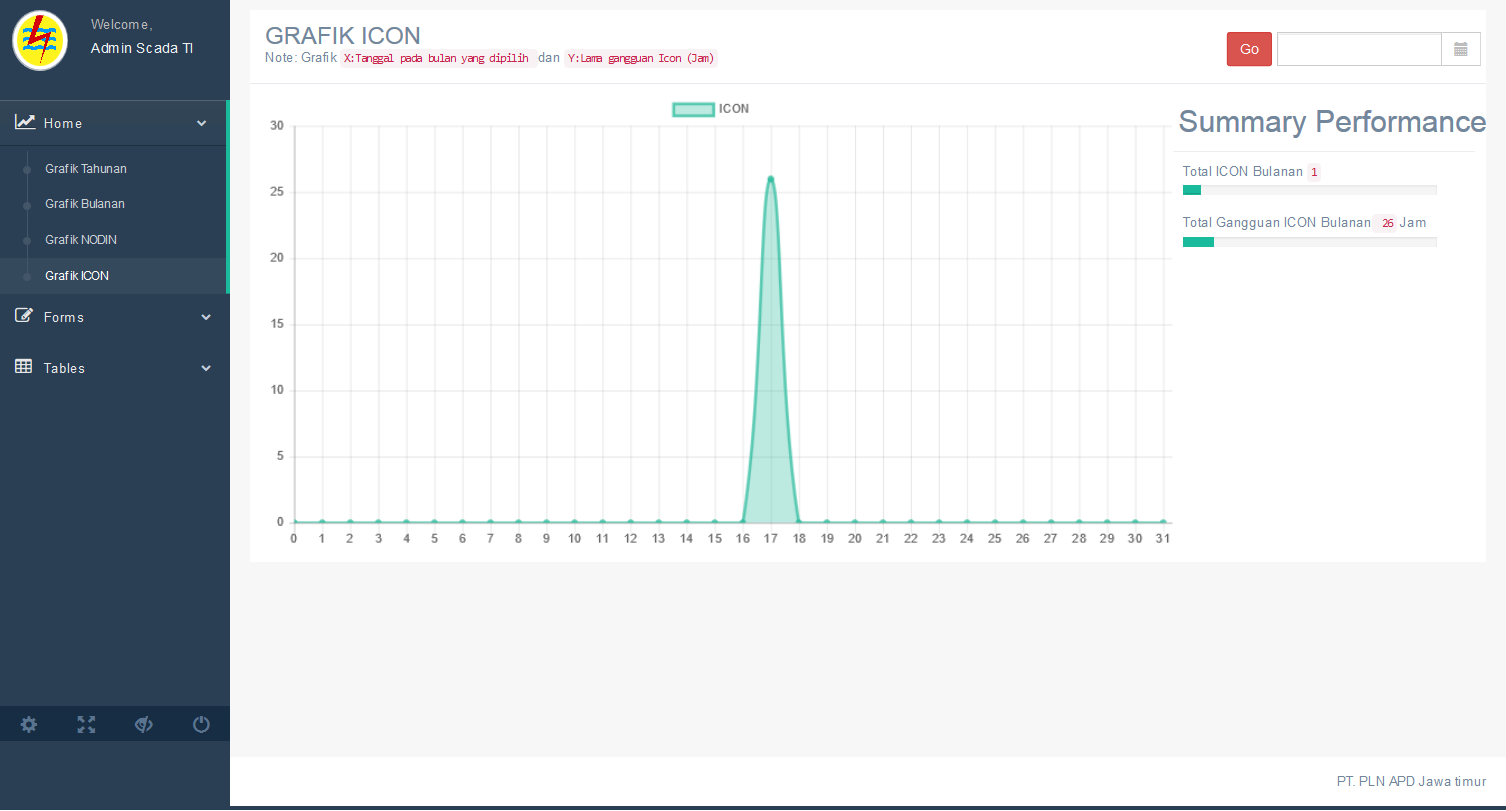 Welcome,
Admin Scada TI
Home
Grafik Tahunan
Grafik Bulanan
Grafik NODIN
Grafik ICON
Forms
Tables
GRAFIK ICON
Note: Grafik X:Tanggal pada bulan yang dipilih dan Y:Lama gangguan Icon (Jam)
Go
ICON
30
25
20
15
10
5
0
0 1 2 3 4 5 6 7 8 9 10 11 12 13 14 15 16 17 18 19 20 21 22 23 24 25 26 27 28 29 30 31
Summary Performance
Total ICON Bulanan 1
Total Gangguan ICON Bulanan 26 Jam
PT. PLN APD Jawa timur